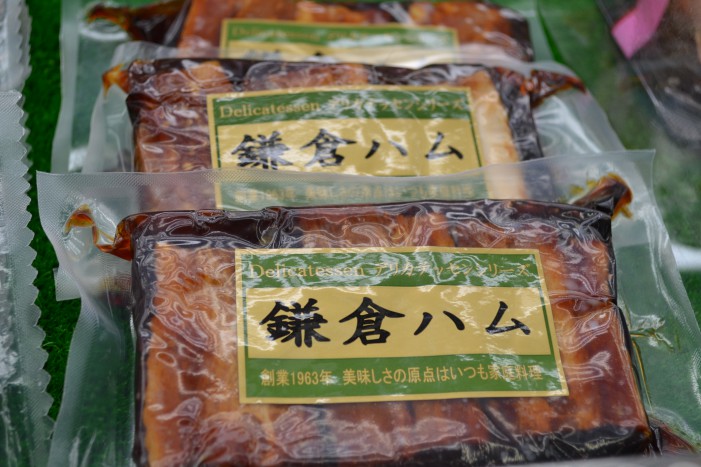 Delicatessen デリカテッセンシリーズ
鎌倉ハム
Delicatessen デリカテッセンシリーズ
鎌倉ハム
創業1963年 美味しさの原点はいつも家庭料理